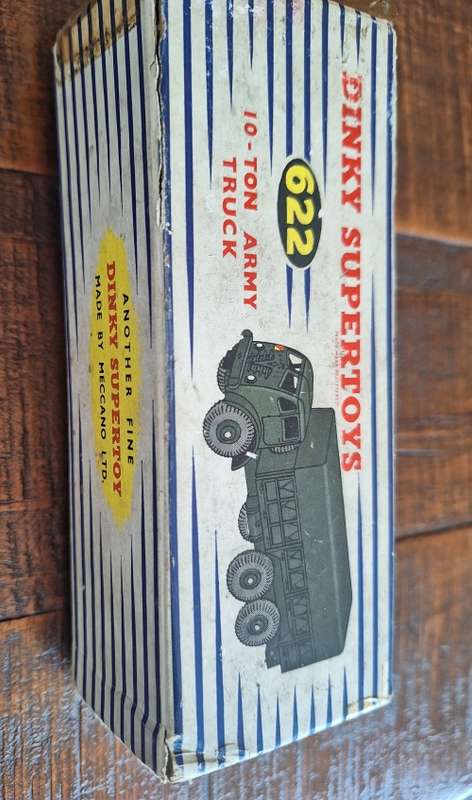 DINKY SUPERTOYS
622
10-TON ARMY
TRUCK
ANOTHER FINE
DINKY SUPERTOY
MADE BY MECCANO LTD.